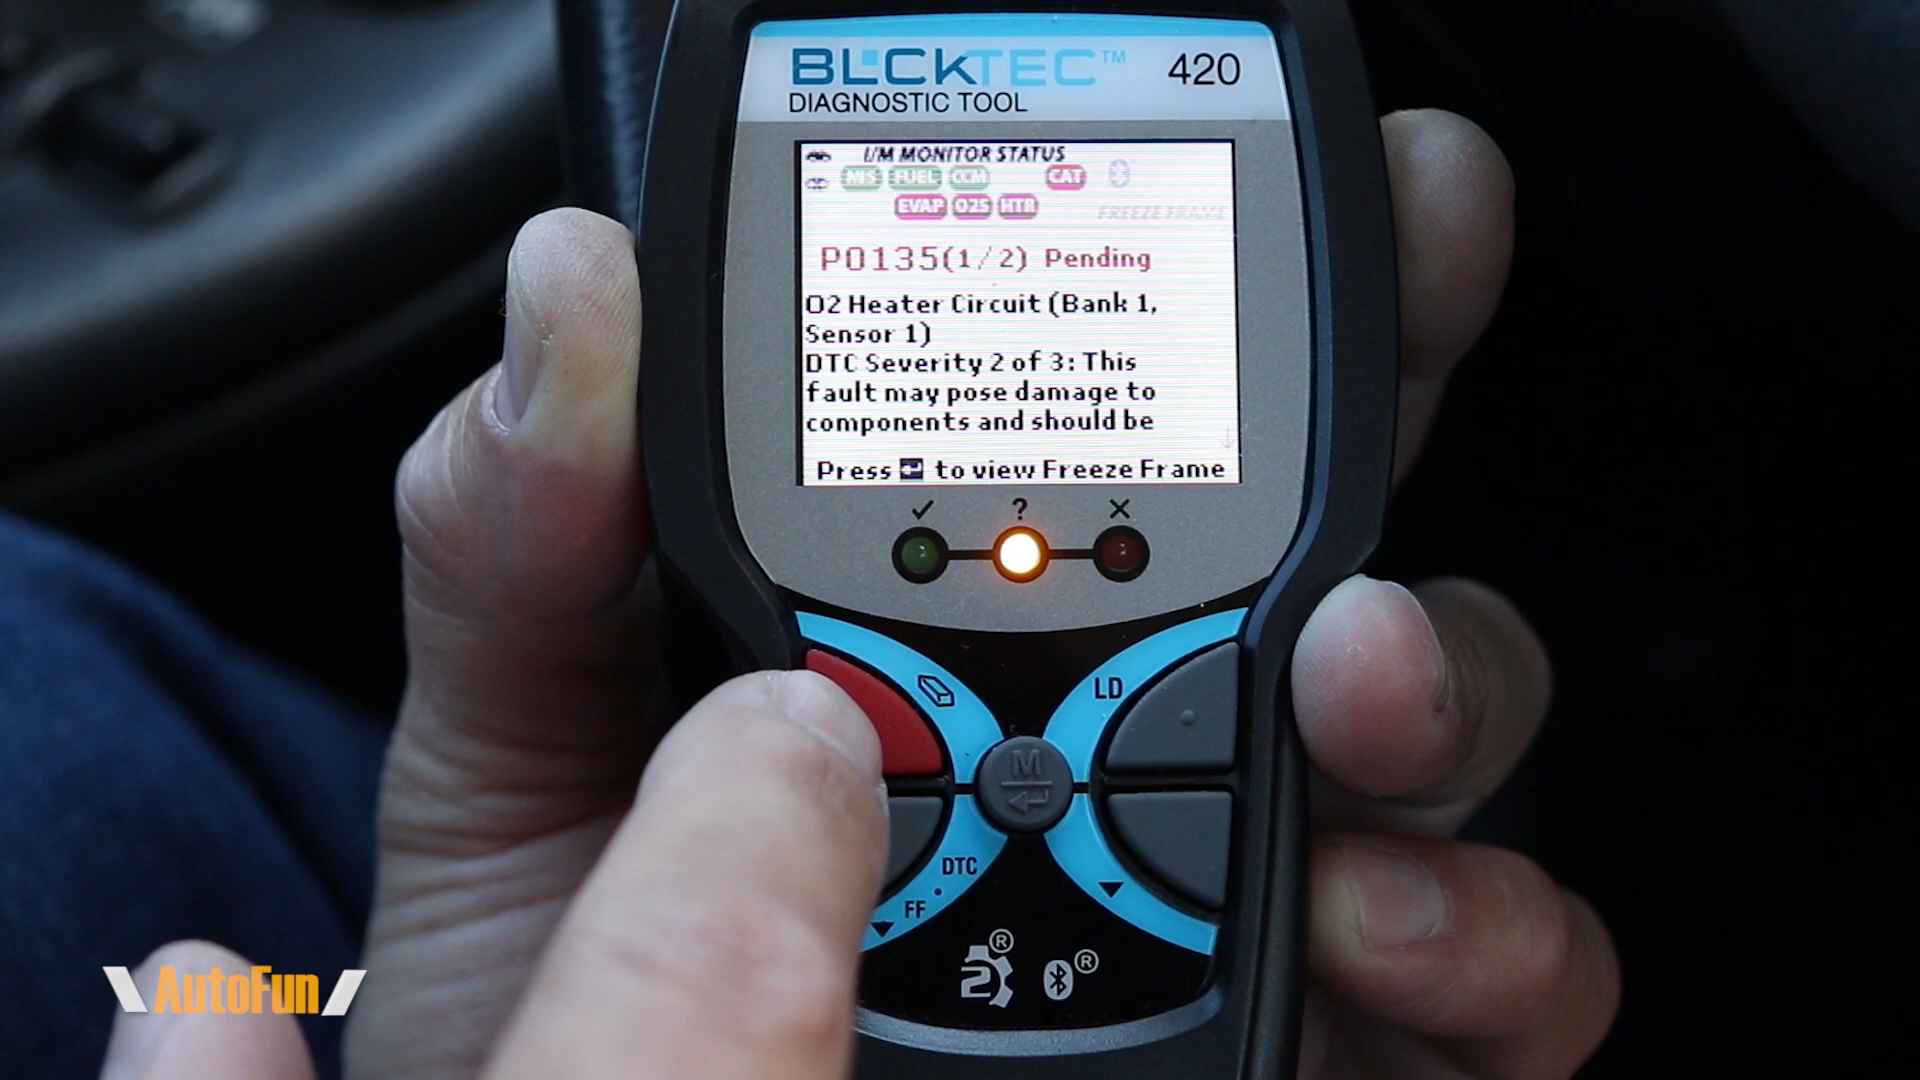 BLCKTEC™ 420
DIAGNOSTIC TOOL
I/M MONITOR STATUS
MIS FUEL CCM CAT
EVAP O2S HTR
FREEZE FRAME
P0135(1/2) Pending
O2 Heater Circuit (Bank 1,
Sensor 1)
DTC Severity 2 of 3: This
fault may pose damage to
components and should be
Press to view Freeze Frame
✓ ? ✕
LD
M
DTC
FF
2 ® ®
AutoFun